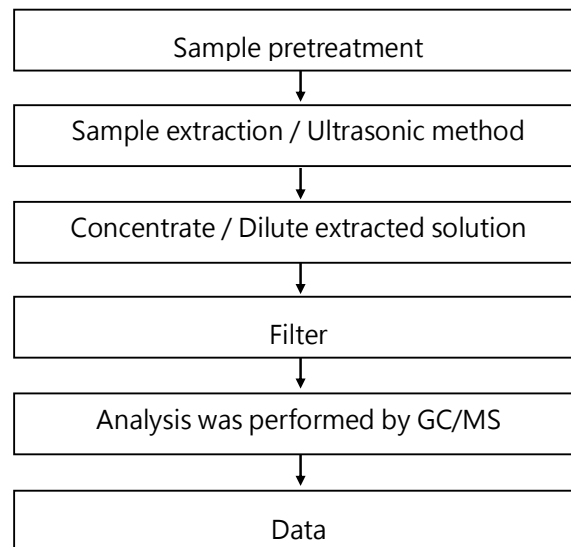 Sample pretreatment
Sample extraction / Ultrasonic method
Concentrate / Dilute extracted solution
Filter
Analysis was performed by GC/MS
Data